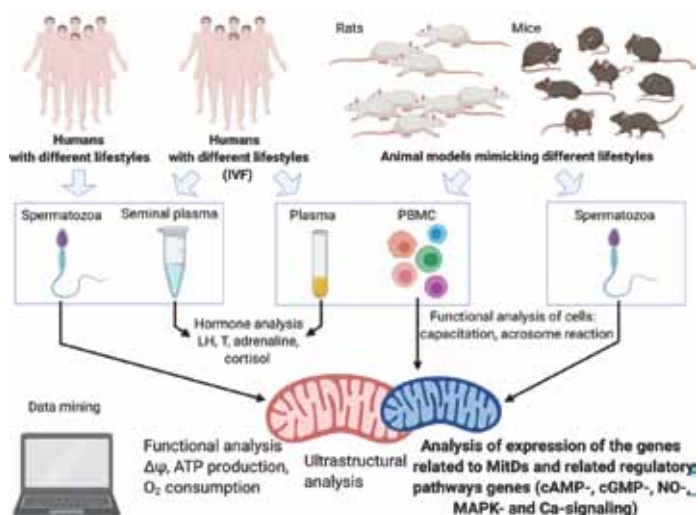 Rats
Mice
Humans
with different lifestyles
Humans
with different lifestyles
(IVF)
Animal models mimicking different lifestyles
Spermatozoa
Seminal plasma
Plasma
PBMC
Spermatozoa
Hormone analysis
LH, T, adrenaline,
cortisol
Functional analysis of cells:
capacitation, acrosome reaction
Data mining
Functional analysis
Δψ, ATP production,
O₂ consumption
Ultrastructural
analysis
Analysis of expression of the genes
related to MitDs and related regulatory
pathways genes (cAMP-, cGMP-, NO-,
MAPK- and Ca-signaling)